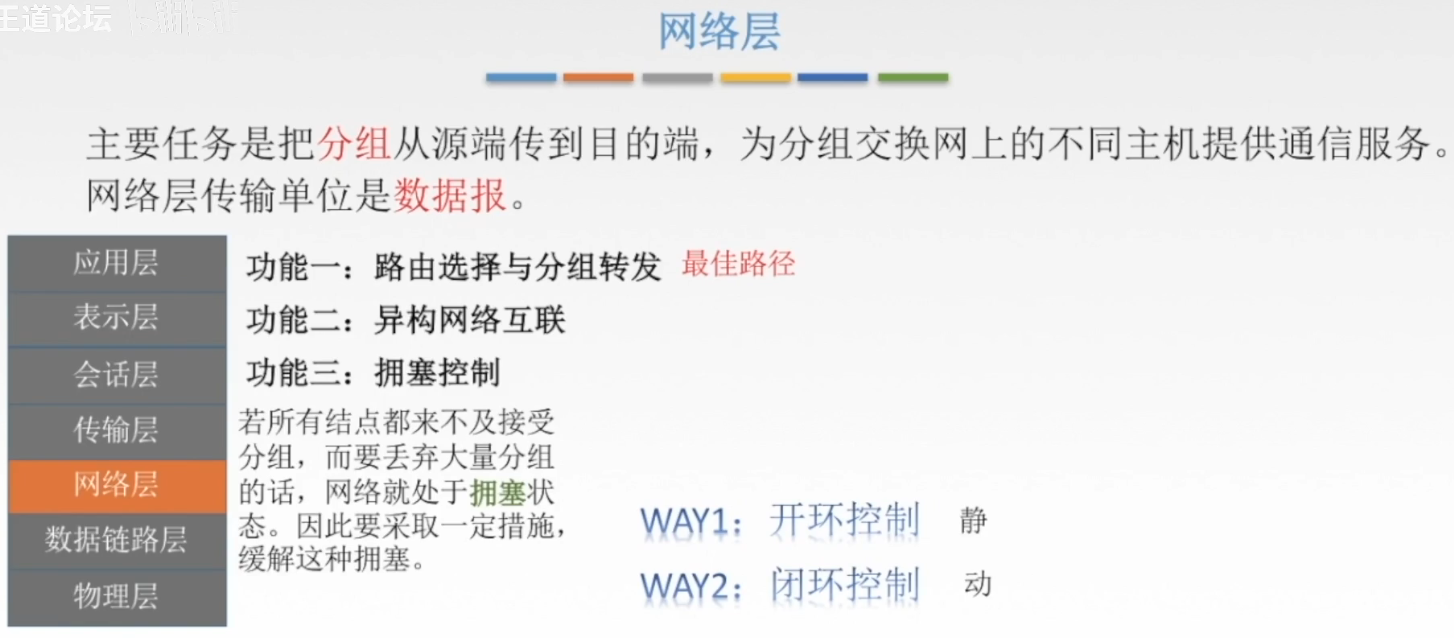 王道论坛
网络层
主要任务是把分组从源端传到目的端，为分组交换网上的不同主机提供通信服务。
网络层传输单位是数据报。
应用层
表示层
会话层
传输层
网络层
数据链路层
物理层
功能一：路由选择与分组转发 最佳路径
功能二：异构网络互联
功能三：拥塞控制
若所有结点都来不及接受
分组，而要丢弃大量分组
的话，网络就处于拥塞状
态。因此要采取一定措施，
缓解这种拥塞。
WAY1：开环控制 静
WAY2：闭环控制 动